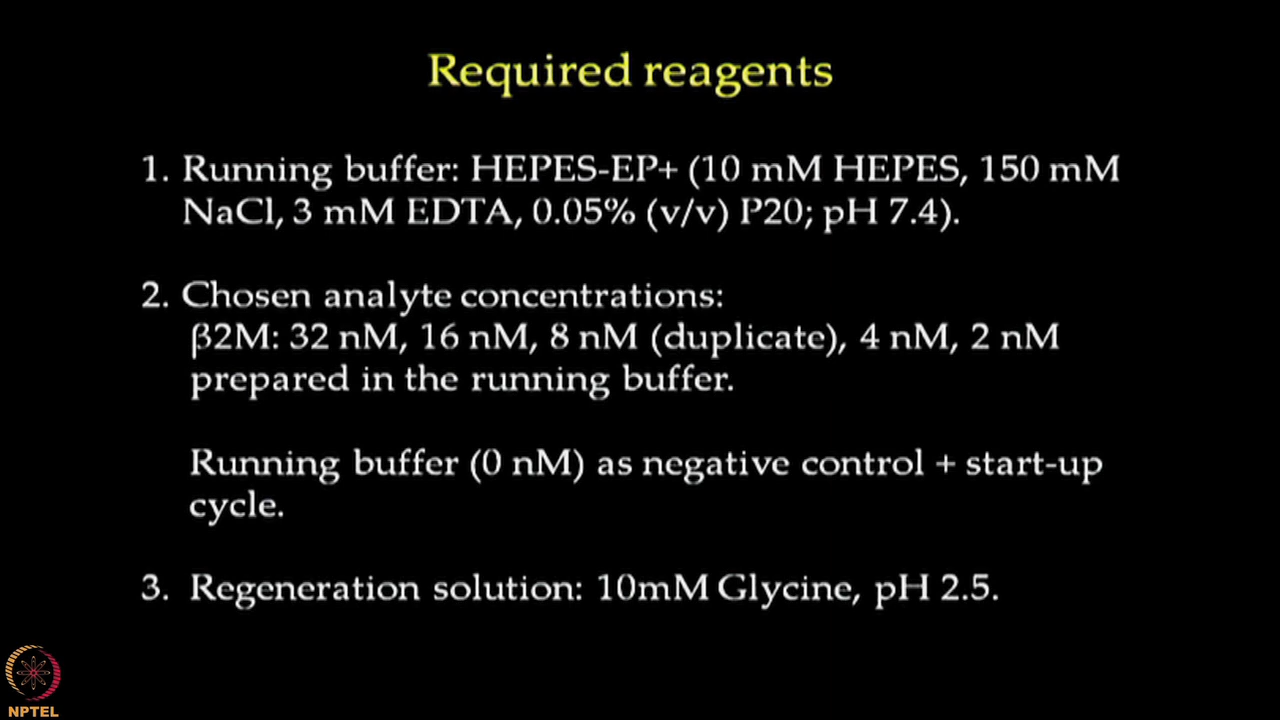 Required reagents
1. Running buffer: HEPES-EP+ (10 mM HEPES, 150 mM
NaCl, 3 mM EDTA, 0.05% (v/v) P20; pH 7.4).
2. Chosen analyte concentrations:
β2M: 32 nM, 16 nM, 8 nM (duplicate), 4 nM, 2 nM
prepared in the running buffer.
Running buffer (0 nM) as negative control + start-up
cycle.
3. Regeneration solution: 10mM Glycine, pH 2.5.
NPTEL